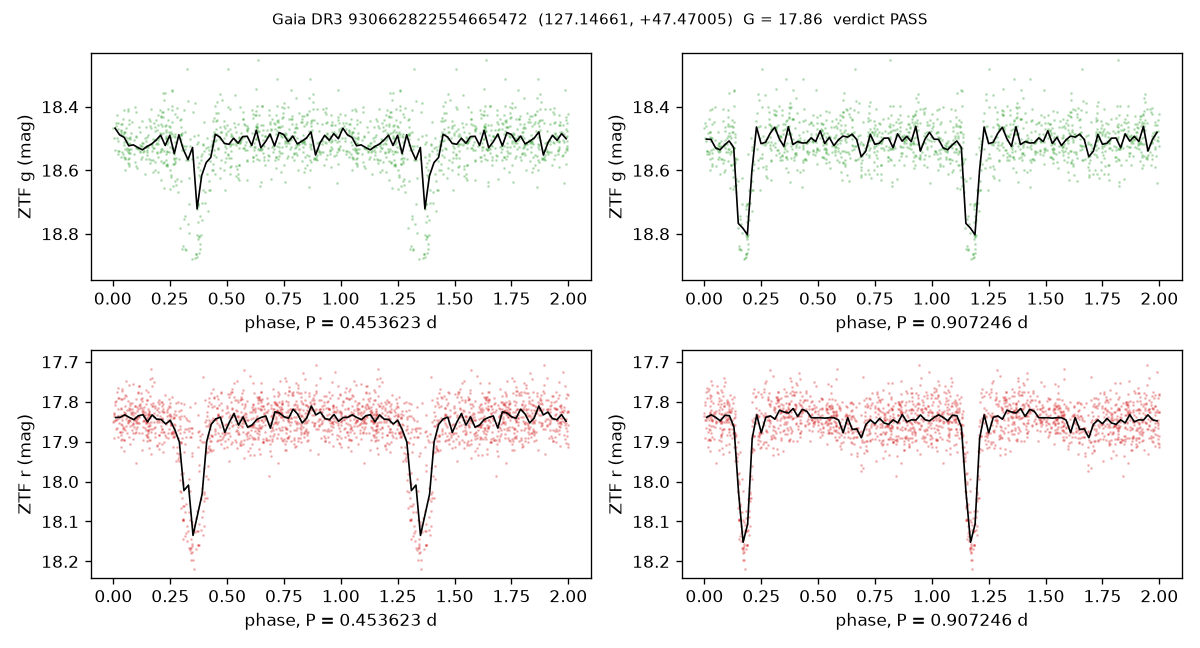 Gaia DR3 930662822554665472 (127.14661, +47.47005) G = 17.86 verdict PASS
ZTF g (mag)
18.4
18.6
18.8
0.00 0.25 0.50 0.75 1.00 1.25 1.50 1.75 2.00
phase, P = 0.453623 d
ZTF g (mag)
18.4
18.6
18.8
0.00 0.25 0.50 0.75 1.00 1.25 1.50 1.75 2.00
phase, P = 0.907246 d
ZTF r (mag)
17.7
17.8
17.9
18.0
18.1
18.2
0.00 0.25 0.50 0.75 1.00 1.25 1.50 1.75 2.00
phase, P = 0.453623 d
ZTF r (mag)
17.7
17.8
17.9
18.0
18.1
18.2
0.00 0.25 0.50 0.75 1.00 1.25 1.50 1.75 2.00
phase, P = 0.907246 d